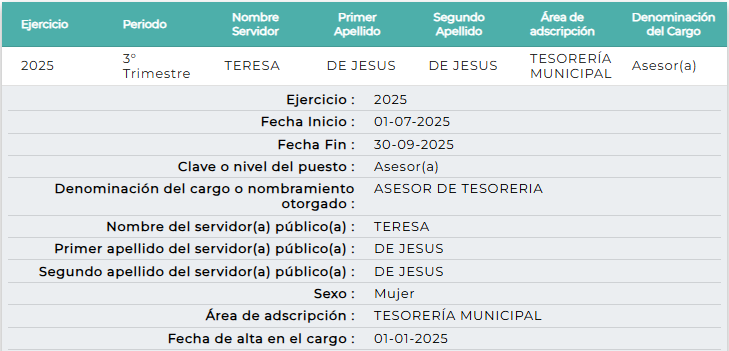 Ejercicio Periodo Nombre Servidor Primer Apellido Segundo Apellido Área de adscripción Denominación del Cargo
2025 3° Trimestre TERESA DE JESUS DE JESUS TESORERÍA MUNICIPAL Asesor(a)
Ejercicio : 2025
Fecha Inicio : 01-07-2025
Fecha Fin : 30-09-2025
Clave o nivel del puesto : Asesor(a)
Denominación del cargo o nombramiento otorgado : ASESOR DE TESORERIA
Nombre del servidor(a) público(a) : TERESA
Primer apellido del servidor(a) público(a) : DE JESUS
Segundo apellido del servidor(a) público(a) : DE JESUS
Sexo : Mujer
Área de adscripción : TESORERÍA MUNICIPAL
Fecha de alta en el cargo : 01-01-2025